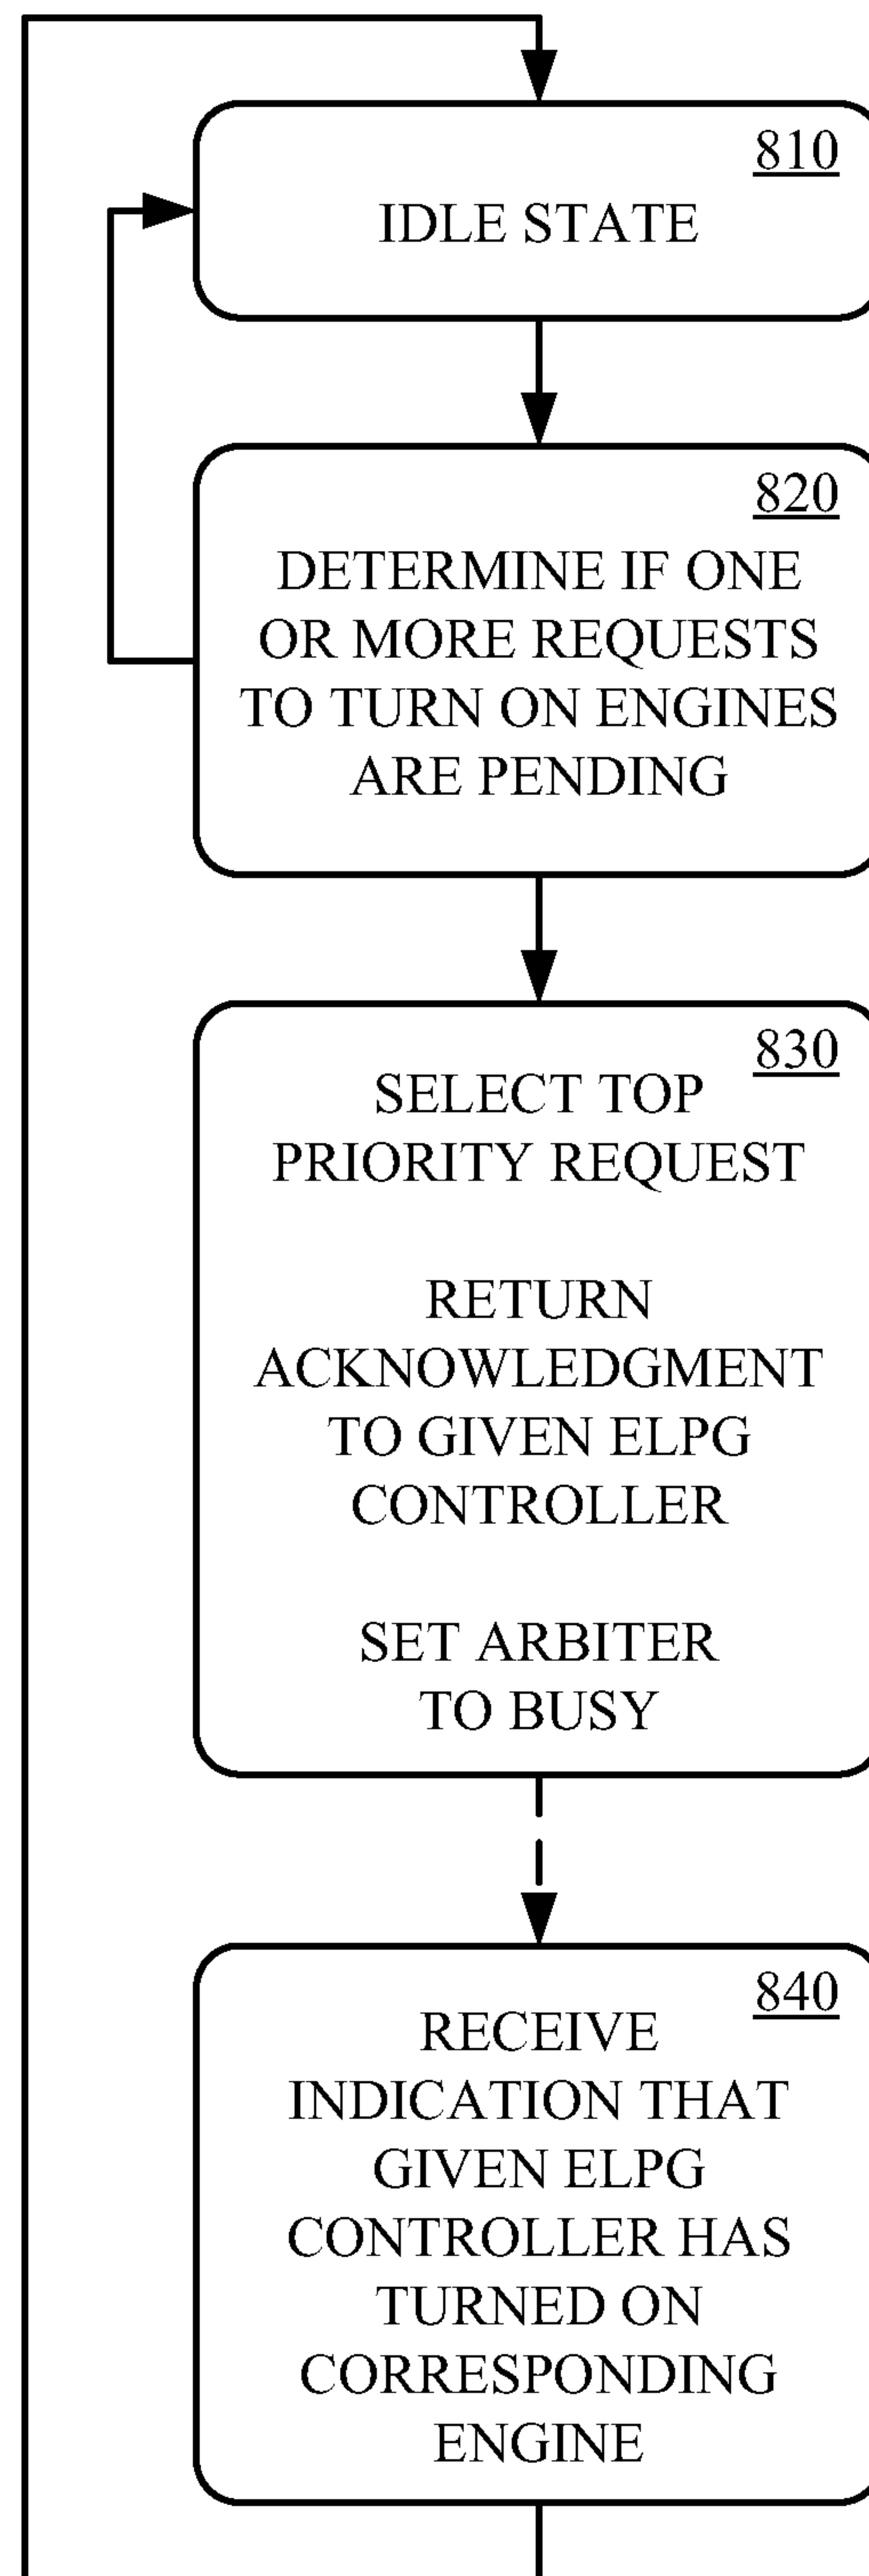 810
IDLE STATE
820
DETERMINE IF ONE
OR MORE REQUESTS
TO TURN ON ENGINES
ARE PENDING
830
SELECT TOP
PRIORITY REQUEST
RETURN
ACKNOWLEDGMENT
TO GIVEN ELPG
CONTROLLER
SET ARBITER
TO BUSY
840
RECEIVE
INDICATION THAT
GIVEN ELPG
CONTROLLER HAS
TURNED ON
CORRESPONDING
ENGINE